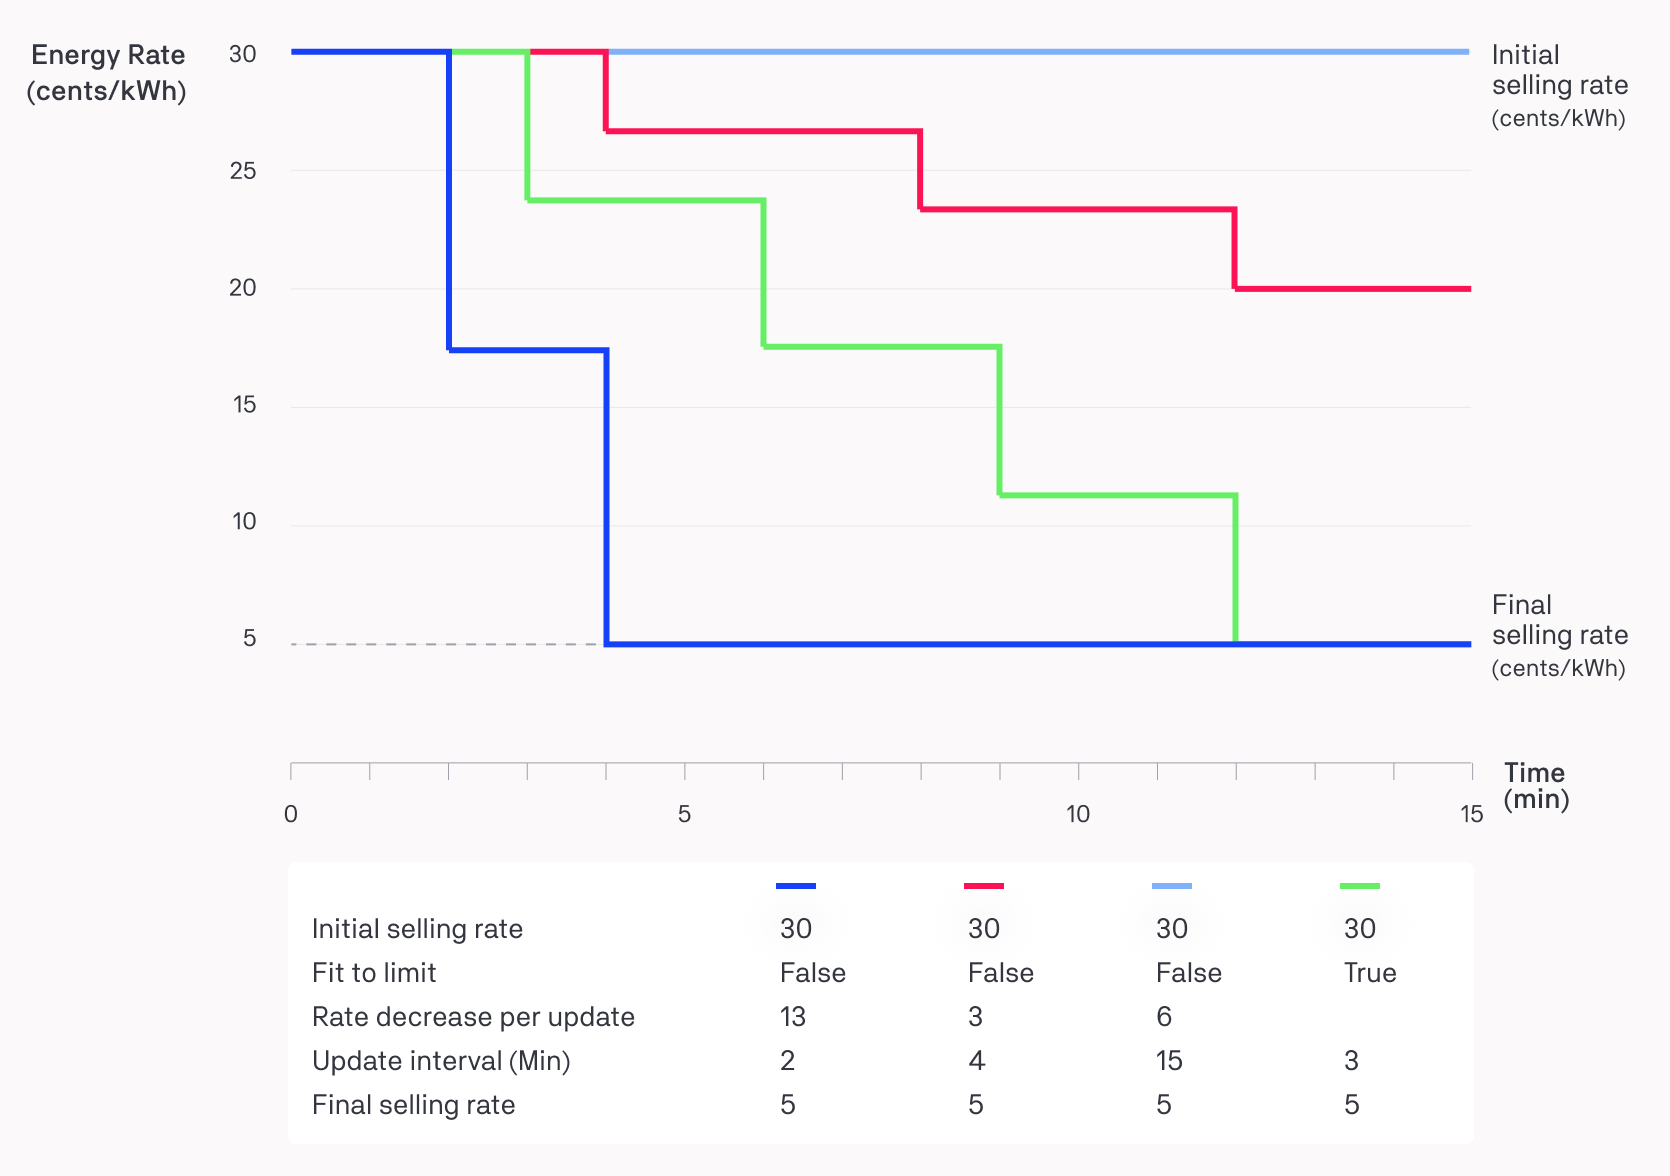 Energy Rate
(cents/kWh)
30
25
20
15
10
5
Initial
selling rate
(cents/kWh)
Final
selling rate
(cents/kWh)
0 5 10 15
Time
(min)
Initial selling rate 30 30 30 30
Fit to limit False False False True
Rate decrease per update 13 3 6
Update interval (Min) 2 4 15 3
Final selling rate 5 5 5 5